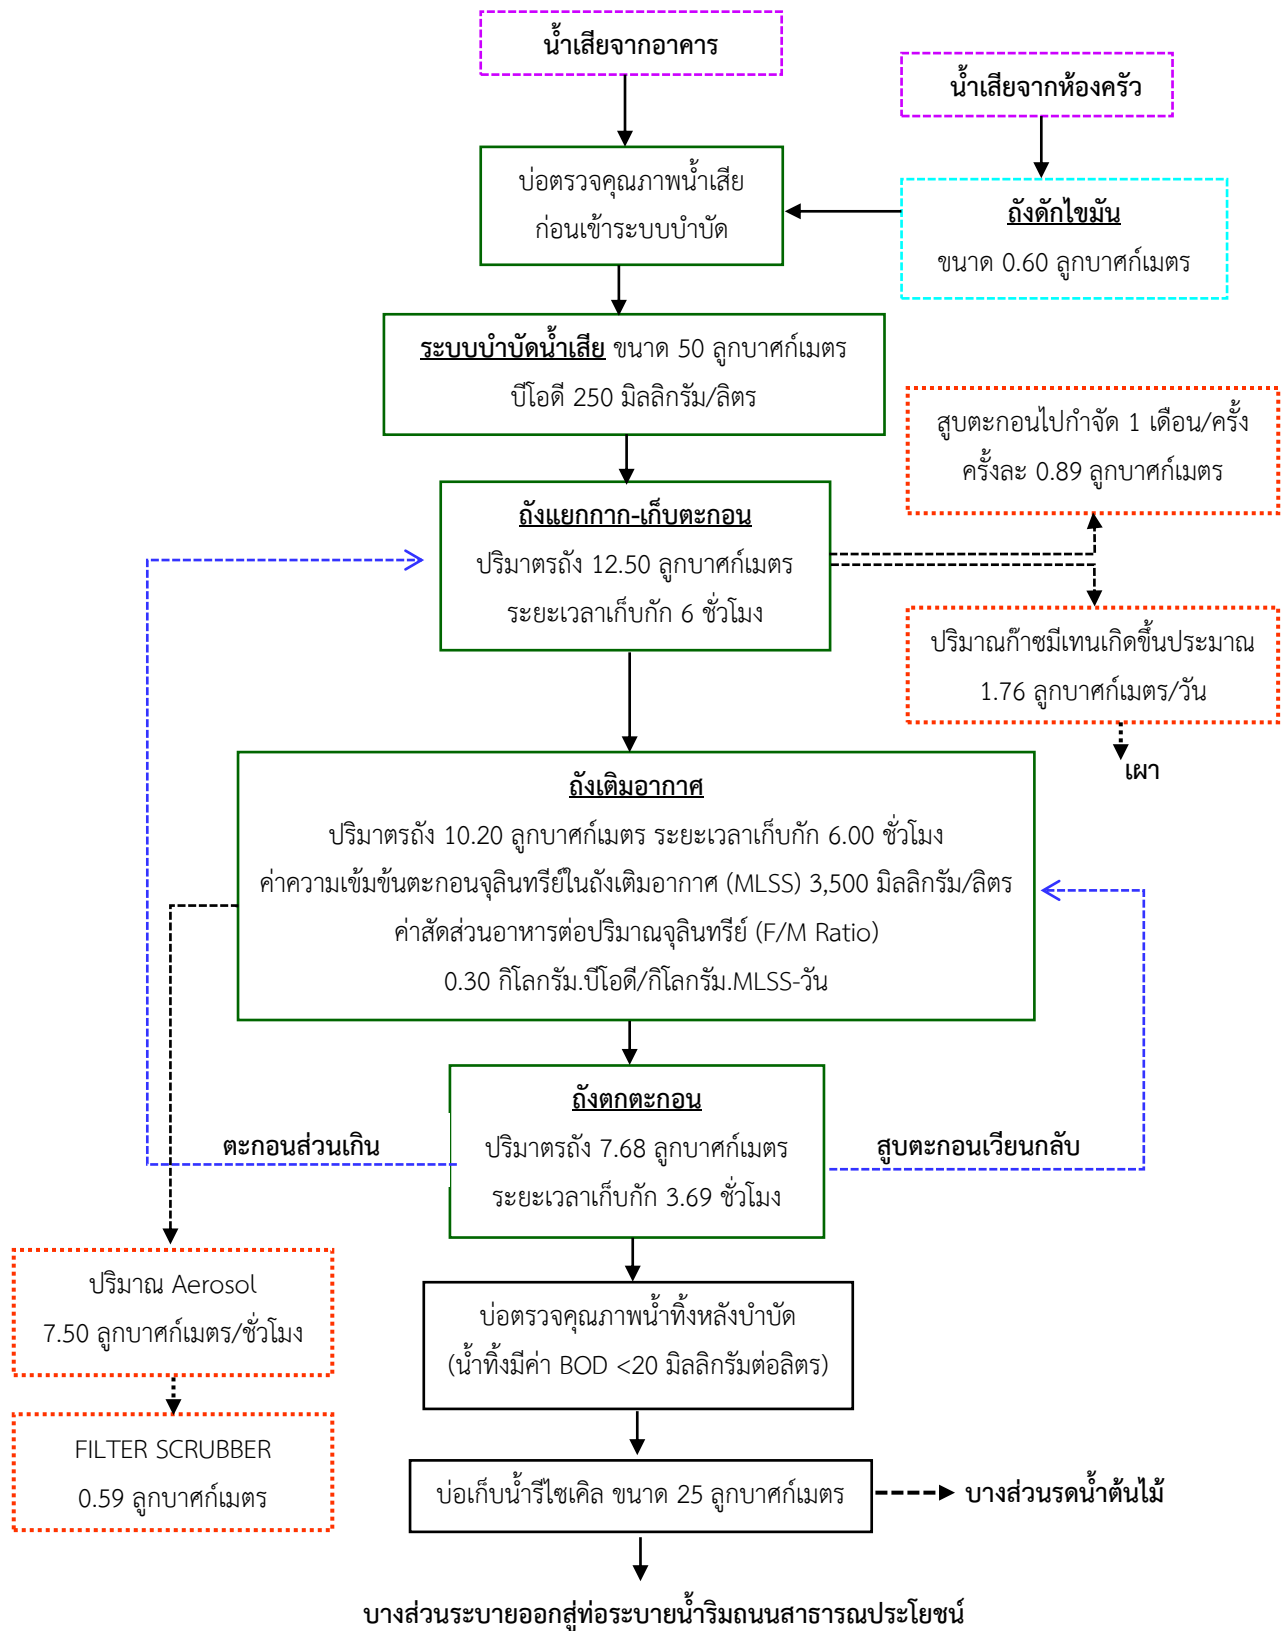 น้ำเสียจากอาคาร
น้ำเสียจากห้องครัว
บ่อตรวจคุณภาพน้ำเสีย
ก่อนเข้าระบบบำบัด
ถังดักไขมัน
ขนาด 0.60 ลูกบาศก์เมตร
ระบบบำบัดน้ำเสีย ขนาด 50 ลูกบาศก์เมตร
บีโอดี 250 มิลลิกรัม/ลิตร
สูบตะกอนไปกำจัด 1 เดือน/ครั้ง
ครั้งละ 0.89 ลูกบาศก์เมตร
ถังแยกกาก-เก็บตะกอน
ปริมาตรถัง 12.50 ลูกบาศก์เมตร
ระยะเวลาเก็บกัก 6 ชั่วโมง
ปริมาณก๊าซมีเทนเกิดขึ้นประมาณ
1.76 ลูกบาศก์เมตร/วัน
เผา
ถังเติมอากาศ
ปริมาตรถัง 10.20 ลูกบาศก์เมตร ระยะเวลาเก็บกัก 6.00 ชั่วโมง
ค่าความเข้มข้นตะกอนจุลินทรีย์ในถังเติมอากาศ (MLSS) 3,500 มิลลิกรัม/ลิตร
ค่าสัดส่วนอาหารต่อปริมาณจุลินทรีย์ (F/M Ratio)
0.30 กิโลกรัม.บีโอดี/กิโลกรัม.MLSS-วัน
ถังตกตะกอน
ปริมาตรถัง 7.68 ลูกบาศก์เมตร
ระยะเวลาเก็บกัก 3.69 ชั่วโมง
ตะกอนส่วนเกิน
สูบตะกอนเวียนกลับ
ปริมาณ Aerosol
7.50 ลูกบาศก์เมตร/ชั่วโมง
บ่อตรวจคุณภาพน้ำทิ้งหลังบำบัด
(น้ำทิ้งมีค่า BOD <20 มิลลิกรัมต่อลิตร)
FILTER SCRUBBER
0.59 ลูกบาศก์เมตร
บ่อเก็บน้ำรีไซเคิล ขนาด 25 ลูกบาศก์เมตร
บางส่วนรดน้ำต้นไม้
บางส่วนระบายออกสู่ท่อระบายน้ำริมถนนสาธารณประโยชน์